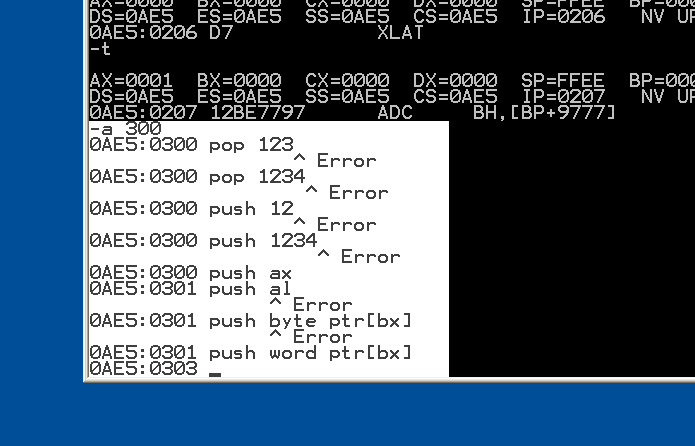 AX=0000 BX=0000 CX=0000 DX=0000 SP=FFEE BP=000
DS=0AE5 ES=0AE5 SS=0AE5 CS=0AE5 IP=0206 NV UP
0AE5:0206 D7 XLAT
-t
AX=0001 BX=0000 CX=0000 DX=0000 SP=FFEE BP=000
DS=0AE5 ES=0AE5 SS=0AE5 CS=0AE5 IP=0207 NV UP
0AE5:0207 12BE7797 ADC BH,[BP+9777]
-a 300
0AE5:0300 pop 123
^ Error
0AE5:0300 pop 1234
^ Error
0AE5:0300 push 12
^ Error
0AE5:0300 push 1234
^ Error
0AE5:0300 push ax
0AE5:0301 push al
^ Error
0AE5:0301 push byte ptr[bx]
^ Error
0AE5:0301 push word ptr[bx]
0AE5:0303 _